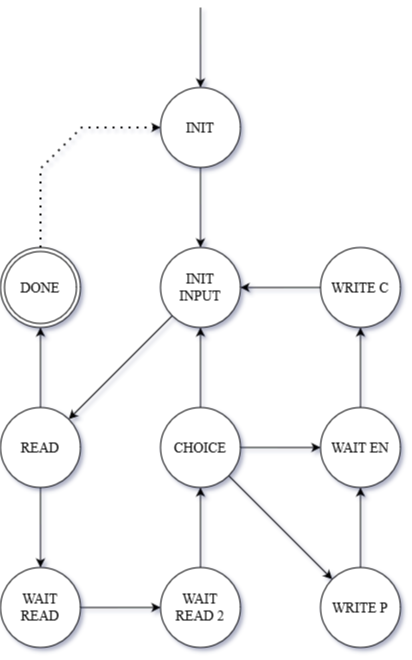 INIT
DONE
INIT
INPUT
WRITE C
READ
CHOICE
WAIT EN
WAIT
READ
WAIT
READ 2
WRITE P